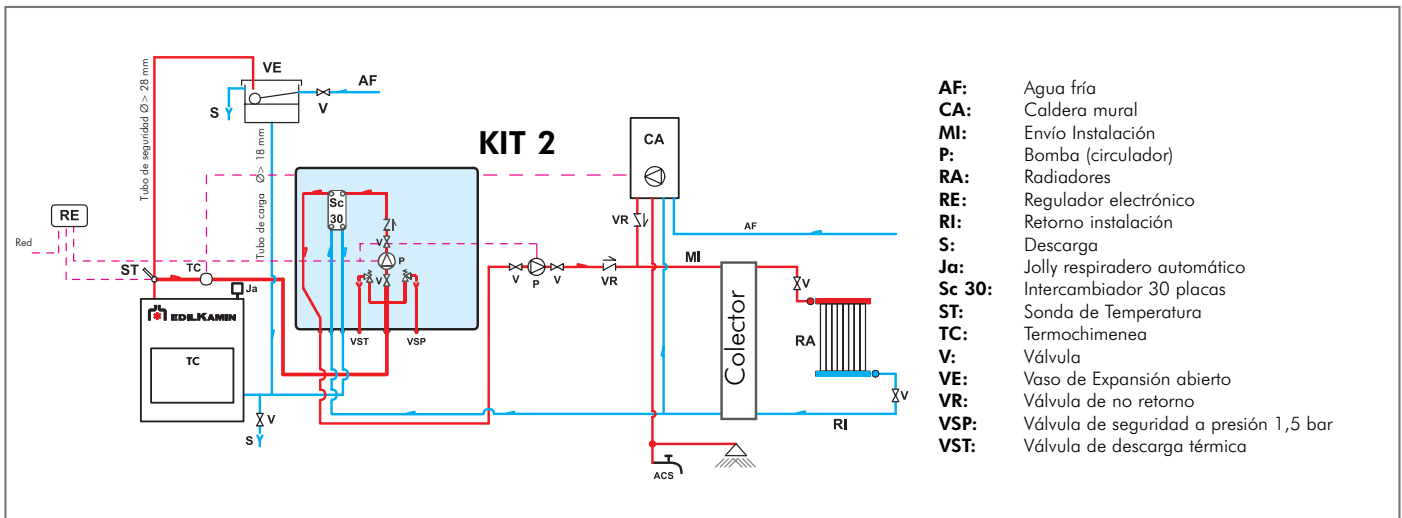 Tubo de seguridad Ø > 28 mm
VE
AF
V
S
Tubo de carga Ø > 18 mm
KIT 2
CA
Sc
30
VR
AF
RE
Red
V
P
V
ST
TC
Ja
V
P
V
VR
MI
V
VST
VSP
EDILKAMIN
TC
Colector
RA
V
V
S
RI
ACS
AF: Agua fría
CA: Caldera mural
MI: Envío Instalación
P: Bomba (circulador)
RA: Radiadores
RE: Regulador electrónico
RI: Retorno instalación
S: Descarga
Ja: Jolly respiradero automático
Sc 30: Intercambiador 30 placas
ST: Sonda de Temperatura
TC: Termochimenea
V: Válvula
VE: Vaso de Expansión abierto
VR: Válvula de no retorno
VSP: Válvula de seguridad a presión 1,5 bar
VST: Válvula de descarga térmica